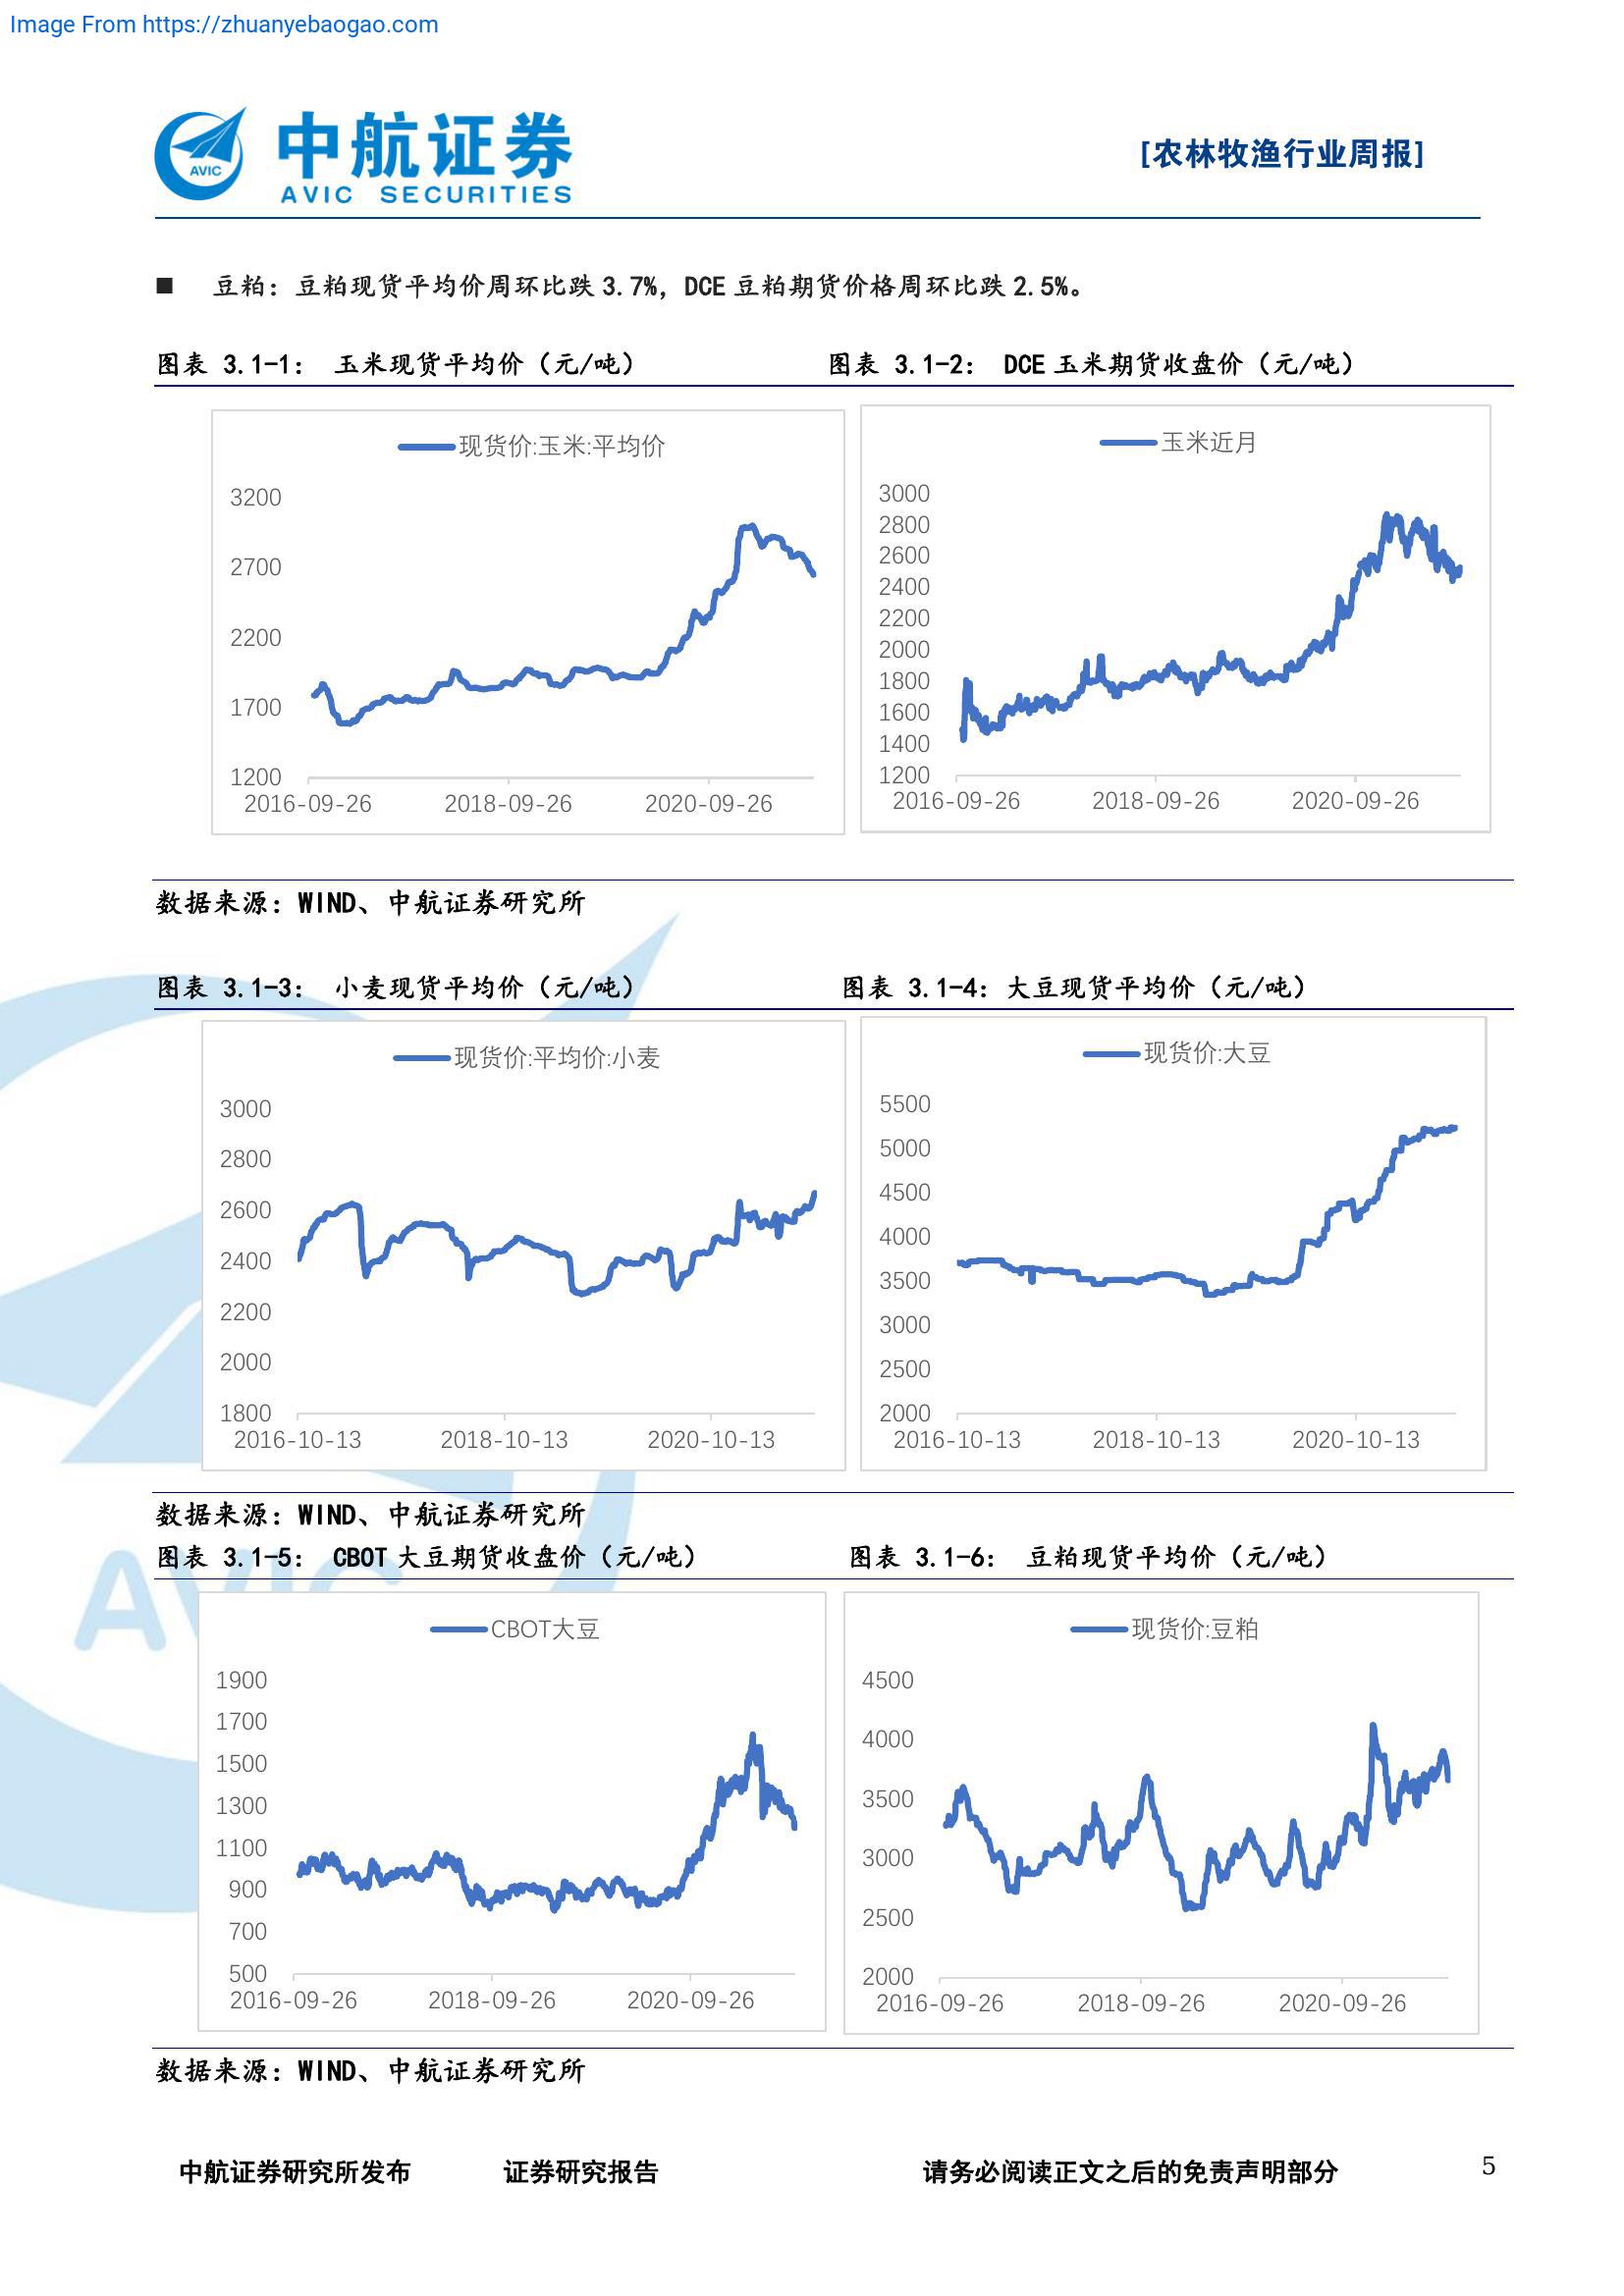 Image From https://zhuanyebaogao.com
中航证券
AVIC SECURITIES
AVIC
[农林牧渔行业周报]
■ 豆粕：豆粕现货平均价周环比跌 3.7%，DCE 豆粕期货价格周环比跌 2.5%。
图表 3.1-1： 玉米现货平均价（元/吨）
图表 3.1-2： DCE 玉米期货收盘价（元/吨）
现货价:玉米:平均价
3200
2700
2200
1700
1200
2016-09-26 2018-09-26 2020-09-26
玉米近月
3000
2800
2600
2400
2200
2000
1800
1600
1400
1200
2016-09-26 2018-09-26 2020-09-26
数据来源：WIND、中航证券研究所
图表 3.1-3： 小麦现货平均价（元/吨）
图表 3.1-4：大豆现货平均价（元/吨）
现货价:平均价:小麦
3000
2800
2600
2400
2200
2000
1800
2016-10-13 2018-10-13 2020-10-13
现货价:大豆
5500
5000
4500
4000
3500
3000
2500
2000
2016-10-13 2018-10-13 2020-10-13
数据来源：WIND、中航证券研究所
图表 3.1-5： CBOT 大豆期货收盘价（元/吨）
图表 3.1-6： 豆粕现货平均价（元/吨）
AVIC
CBOT大豆
1900
1700
1500
1300
1100
900
700
500
2016-09-26 2018-09-26 2020-09-26
现货价:豆粕
4500
4000
3500
3000
2500
2000
2016-09-26 2018-09-26 2020-09-26
数据来源：WIND、中航证券研究所
中航证券研究所发布 证券研究报告 请务必阅读正文之后的免责声明部分 5